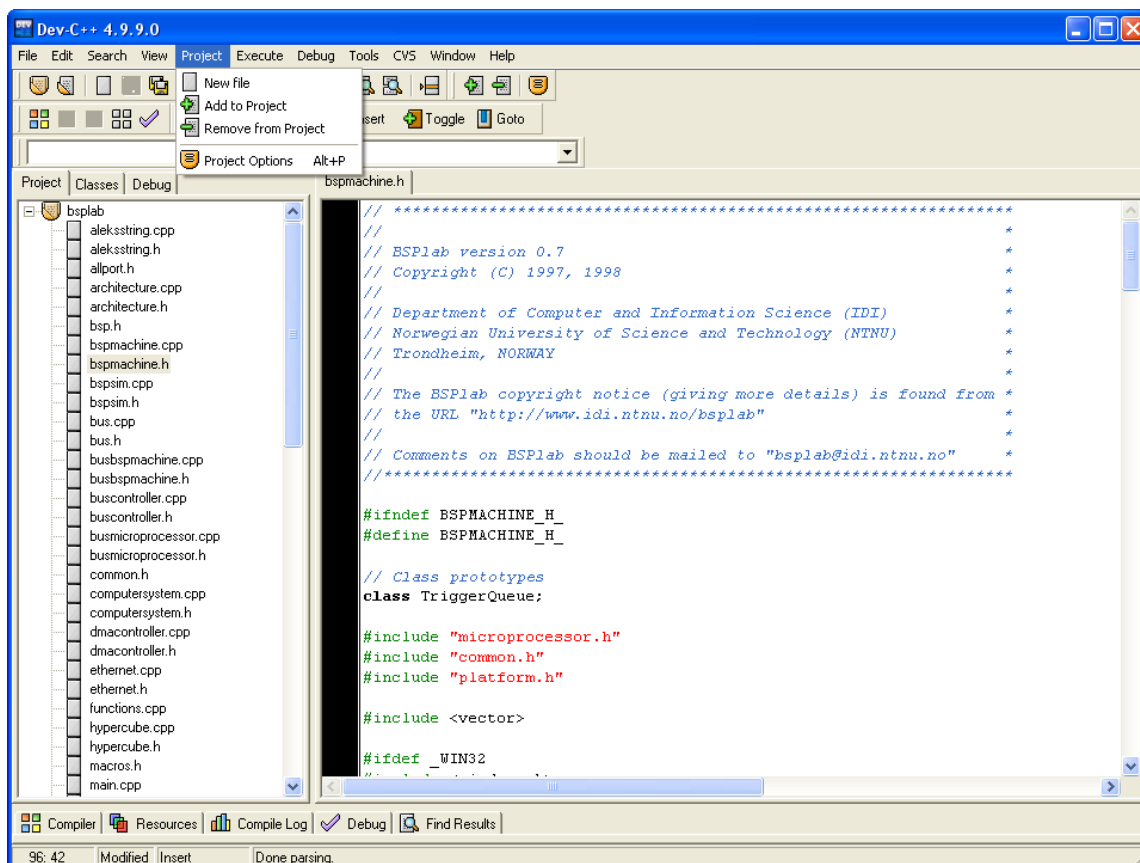 Dev-C++ 4.9.9.0
File Edit Search View Project Execute Debug Tools CVS Window Help
New file
Add to Project
Remove from Project
Project Options Alt+P
Toggle Goto
Project Classes Debug
bsplab
aleksstring.cpp
aleksstring.h
allport.h
architecture.cpp
architecture.h
bsp.h
bspmachine.cpp
bspmachine.h
bspsim.cpp
bspsim.h
bus.cpp
bus.h
busbspmachine.cpp
busbspmachine.h
buscontroller.cpp
buscontroller.h
busmicroprocessor.cpp
busmicroprocessor.h
common.h
computersystem.cpp
computersystem.h
dmacontroller.cpp
dmacontroller.h
ethernet.cpp
ethernet.h
functions.cpp
hypercube.cpp
hypercube.h
macros.h
main.cpp
bspmachine.h
// ****************************************************************
// *
// BSPlab version 0.7 *
// Copyright (C) 1997, 1998 *
// *
// Department of Computer and Information Science (IDI) *
// Norwegian University of Science and Technology (NTNU) *
// Trondheim, NORWAY *
// *
// The BSPlab copyright notice (giving more details) is found from *
// the URL "http://www.idi.ntnu.no/bsplab" *
// *
// Comments on BSPlab should be mailed to "bsplab@idi.ntnu.no" *
//*****************************************************************
#ifndef BSPMACHINE_H_
#define BSPMACHINE_H_
// Class prototypes
class TriggerQueue;
#include "microprocessor.h"
#include "common.h"
#include "platform.h"
#include <vector>
#ifdef _WIN32
Compiler Resources Compile Log Debug Find Results
96: 42 Modified Insert Done parsing.